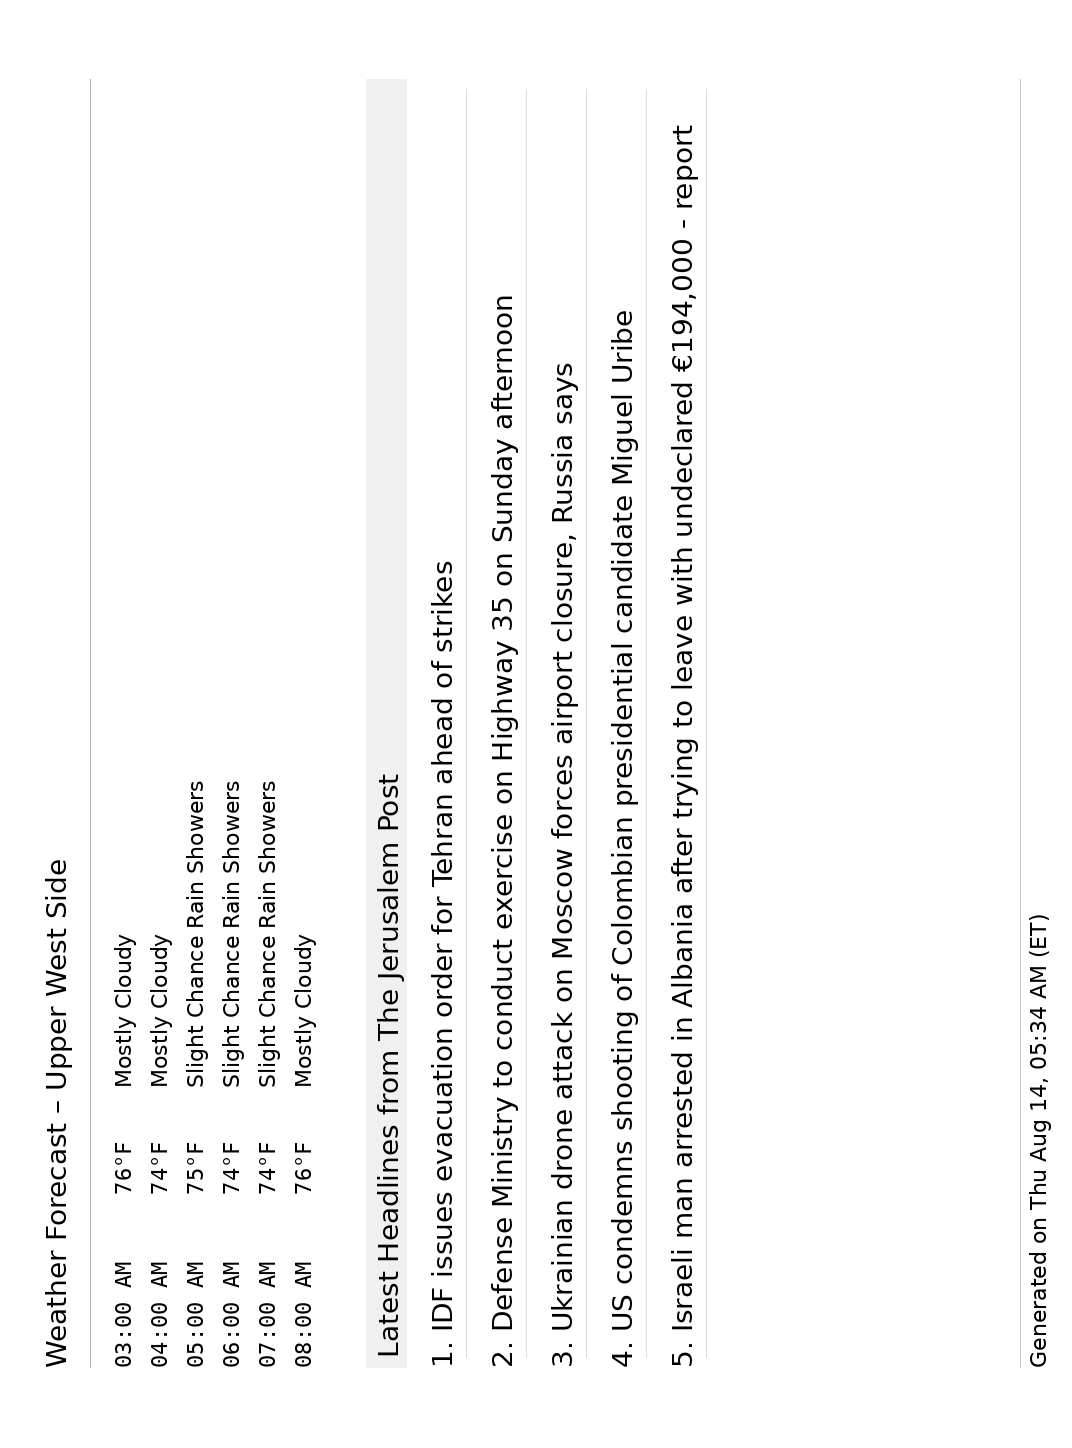 Weather Forecast – Upper West Side
03:00 AM 76°F Mostly Cloudy
04:00 AM 74°F Mostly Cloudy
05:00 AM 75°F Slight Chance Rain Showers
06:00 AM 74°F Slight Chance Rain Showers
07:00 AM 74°F Slight Chance Rain Showers
08:00 AM 76°F Mostly Cloudy
Latest Headlines from The Jerusalem Post
1. IDF issues evacuation order for Tehran ahead of strikes
2. Defense Ministry to conduct exercise on Highway 35 on Sunday afternoon
3. Ukrainian drone attack on Moscow forces airport closure, Russia says
4. US condemns shooting of Colombian presidential candidate Miguel Uribe
5. Israeli man arrested in Albania after trying to leave with undeclared €194,000 - report
Generated on Thu Aug 14, 05:34 AM (ET)